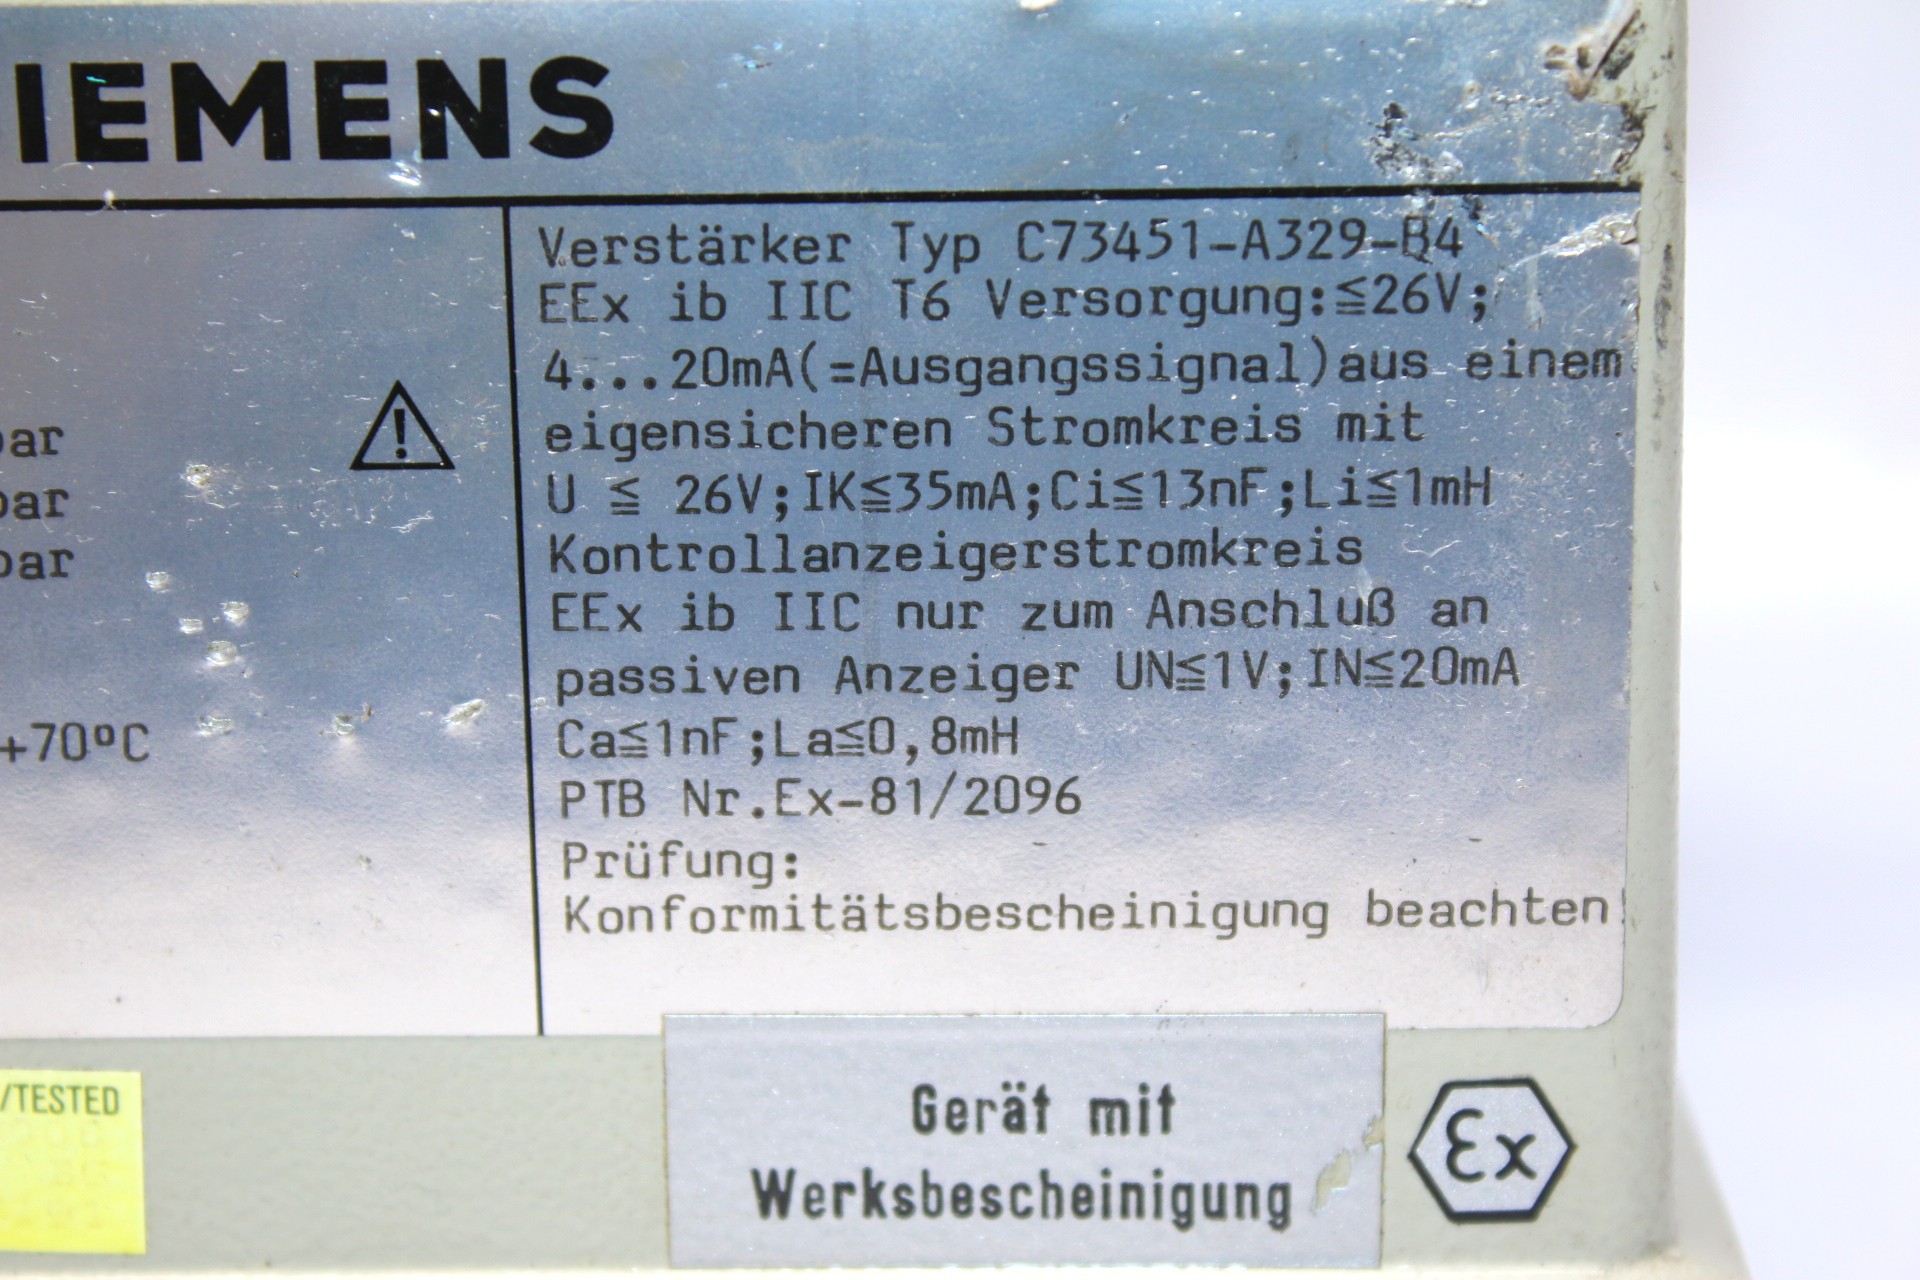 SIEMENS
bar
bar
bar
+70ºC
Verstärker Typ C73451-A329-B4
EEx ib IIC T6 Versorgung:≦26V;
4...20mA(=Ausgangssignal)aus einem
eigensicheren Stromkreis mit
U ≦ 26V;IK≦35mA;Ci≦13nF;Li≦1mH
Kontrollanzeigerstromkreis
EEx ib IIC nur zum Anschluß an
passiven Anzeiger UN≦1V;IN≦20mA
Ca≦1nF;La≦0,8mH
PTB Nr.Ex-81/2096
Prüfung:
Konformitätsbescheinigung beachten!
/TESTED
Gerät mit
Werksbescheinigung
Ex